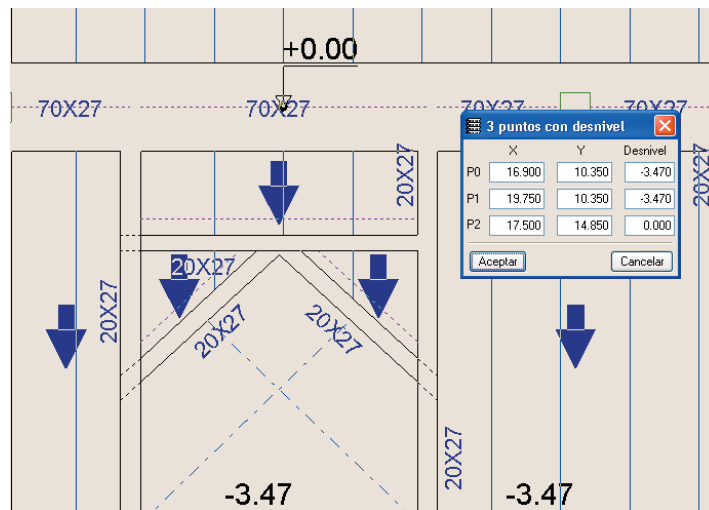 +0.00
70X27 70X27 70X27 70X27
3 puntos con desnivel
X Y Desnivel
P0 16.900 10.350 -3.470
P1 19.750 10.350 -3.470
P2 17.500 14.850 0.000
Aceptar Cancelar
20X27
20X27
20X27
20X27
20X27
20X27
20X27
-3.47
-3.47